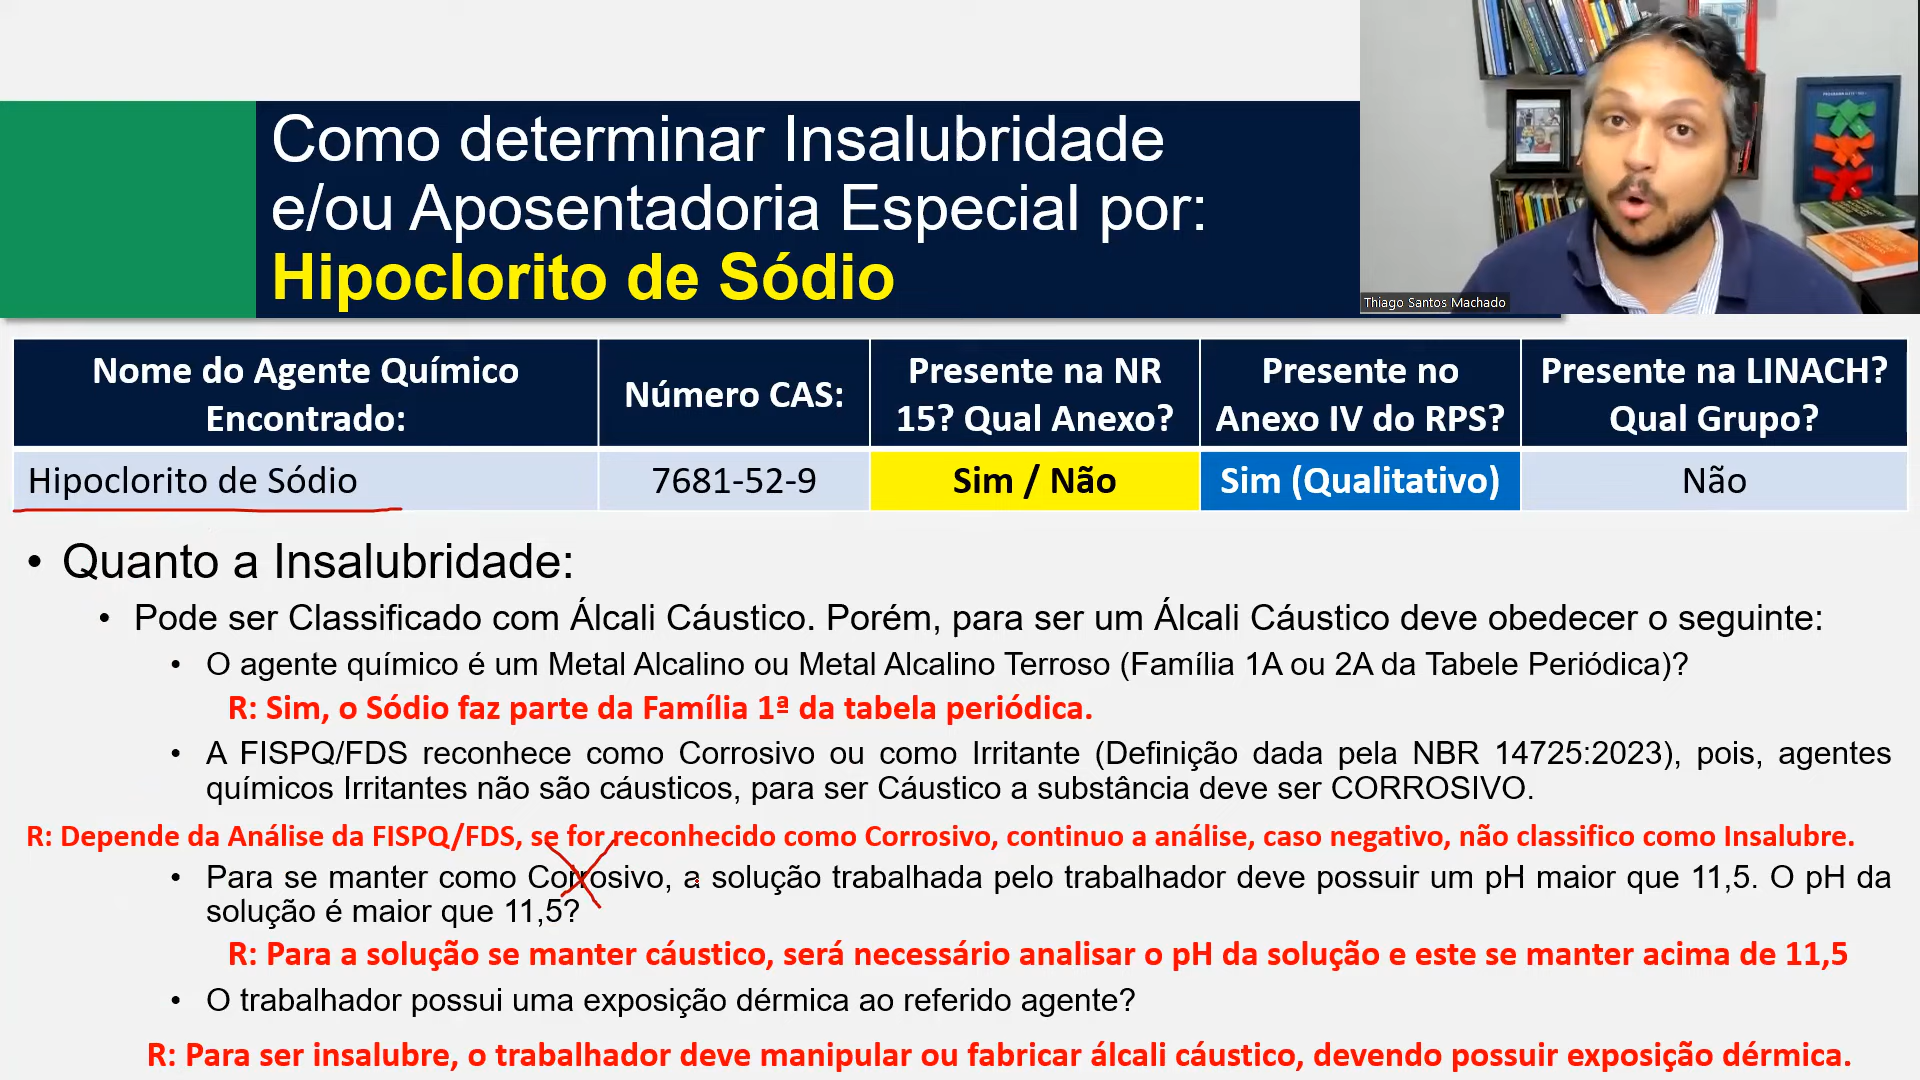 Como determinar Insalubridade
e/ou Aposentadoria Especial por:
Hipoclorito de Sódio
Thiago Santos Machado
Nome do Agente Químico
Encontrado:
Número CAS:
Presente na NR
15? Qual Anexo?
Presente no
Anexo IV do RPS?
Presente na LINACH?
Qual Grupo?
Hipoclorito de Sódio
7681-52-9
Sim / Não
Sim (Qualitativo)
Não
• Quanto a Insalubridade:
• Pode ser Classificado com Álcali Cáustico. Porém, para ser um Álcali Cáustico deve obedecer o seguinte:
• O agente químico é um Metal Alcalino ou Metal Alcalino Terroso (Família 1A ou 2A da Tabele Periódica)?
R: Sim, o Sódio faz parte da Família 1ª da tabela periódica.
• A FISPQ/FDS reconhece como Corrosivo ou como Irritante (Definição dada pela NBR 14725:2023), pois, agentes
químicos Irritantes não são cáusticos, para ser Cáustico a substância deve ser CORROSIVO.
R: Depende da Análise da FISPQ/FDS, se for reconhecido como Corrosivo, continuo a análise, caso negativo, não classifico como Insalubre.
• Para se manter como Corrosivo, a solução trabalhada pelo trabalhador deve possuir um pH maior que 11,5. O pH da
solução é maior que 11,5?
R: Para a solução se manter cáustico, será necessário analisar o pH da solução e este se manter acima de 11,5
• O trabalhador possui uma exposição dérmica ao referido agente?
R: Para ser insalubre, o trabalhador deve manipular ou fabricar álcali cáustico, devendo possuir exposição dérmica.